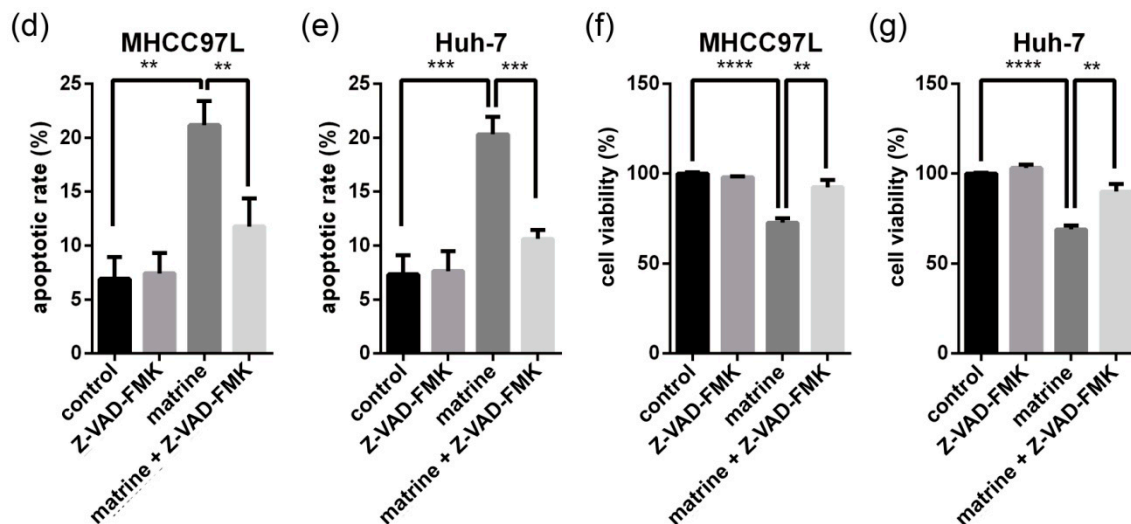 (d)
MHCC97L
**
**
apoptotic rate (%)
25
20
15
10
5
0
control
Z-VAD-FMK
matrine
matrine + Z-VAD-FMK
(e)
Huh-7
***
***
apoptotic rate (%)
25
20
15
10
5
0
control
Z-VAD-FMK
matrine
matrine + Z-VAD-FMK
(f)
MHCC97L
****
**
cell viability (%)
150
100
50
0
control
Z-VAD-FMK
matrine
matrine + Z-VAD-FMK
(g)
Huh-7
****
**
cell viability (%)
150
100
50
0
control
Z-VAD-FMK
matrine
matrine + Z-VAD-FMK